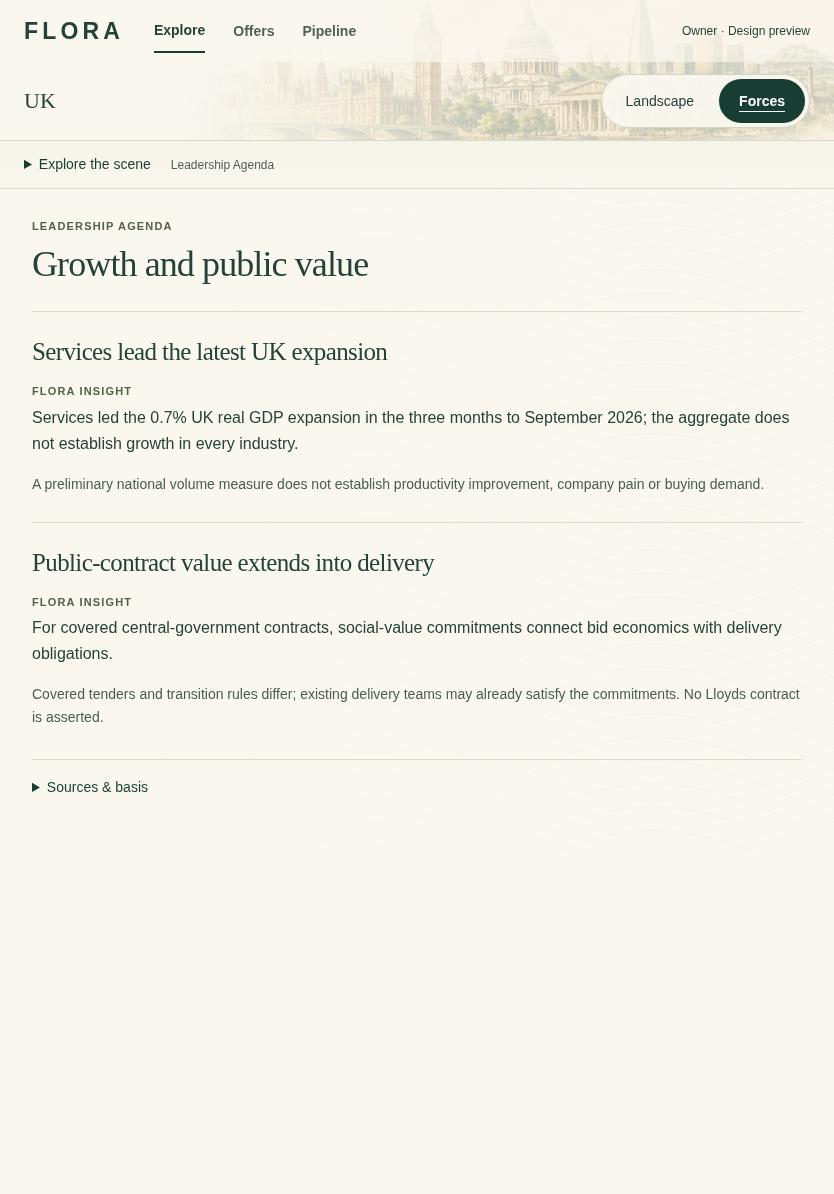 FLORA
Explore
Offers
Pipeline
Owner · Design preview
UK
Landscape
Forces
Explore the scene
Leadership Agenda
LEADERSHIP AGENDA
Growth and public value
Services lead the latest UK expansion
FLORA INSIGHT
Services led the 0.7% UK real GDP expansion in the three months to September 2026; the aggregate does
not establish growth in every industry.
A preliminary national volume measure does not establish productivity improvement, company pain or buying demand.
Public-contract value extends into delivery
FLORA INSIGHT
For covered central-government contracts, social-value commitments connect bid economics with delivery
obligations.
Covered tenders and transition rules differ; existing delivery teams may already satisfy the commitments. No Lloyds contract
is asserted.
Sources & basis